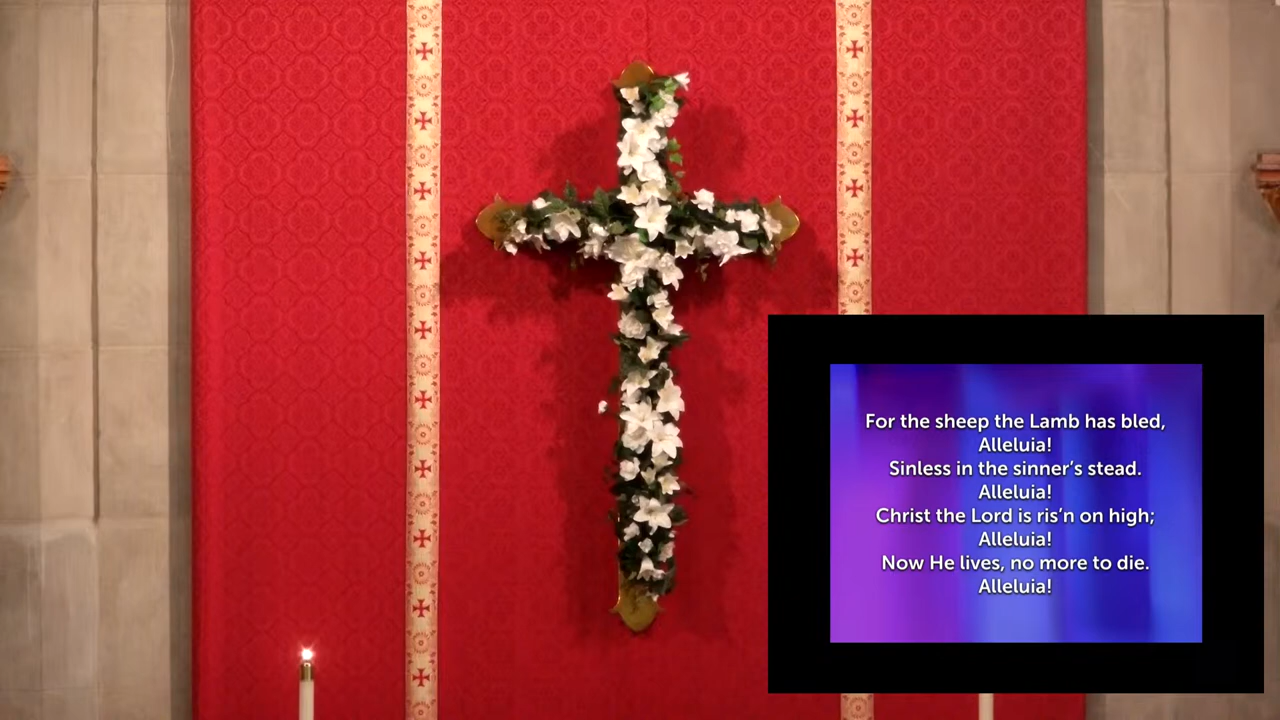 For the sheep the Lamb has bled,
Alleluia!
Sinless in the sinner's stead.
Alleluia!
Christ the Lord is ris'n on high;
Alleluia!
Now He lives, no more to die.
Alleluia!